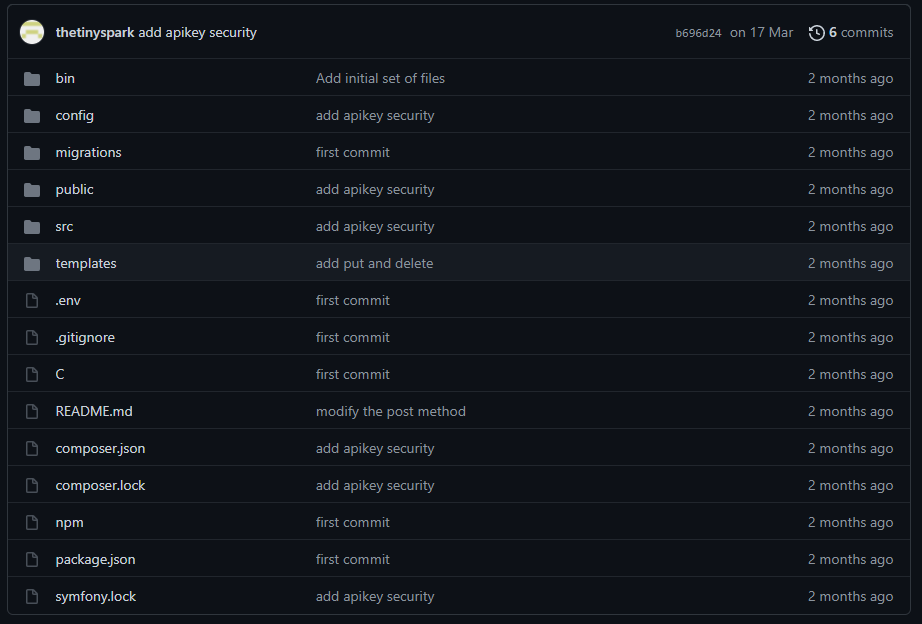 thetinyspark add apikey security b696d24 on 17 Mar 6 commits
bin Add initial set of files 2 months ago
config add apikey security 2 months ago
migrations first commit 2 months ago
public add apikey security 2 months ago
src add apikey security 2 months ago
templates add put and delete 2 months ago
.env first commit 2 months ago
.gitignore first commit 2 months ago
C first commit 2 months ago
README.md modify the post method 2 months ago
composer.json add apikey security 2 months ago
composer.lock add apikey security 2 months ago
npm first commit 2 months ago
package.json first commit 2 months ago
symfony.lock add apikey security 2 months ago